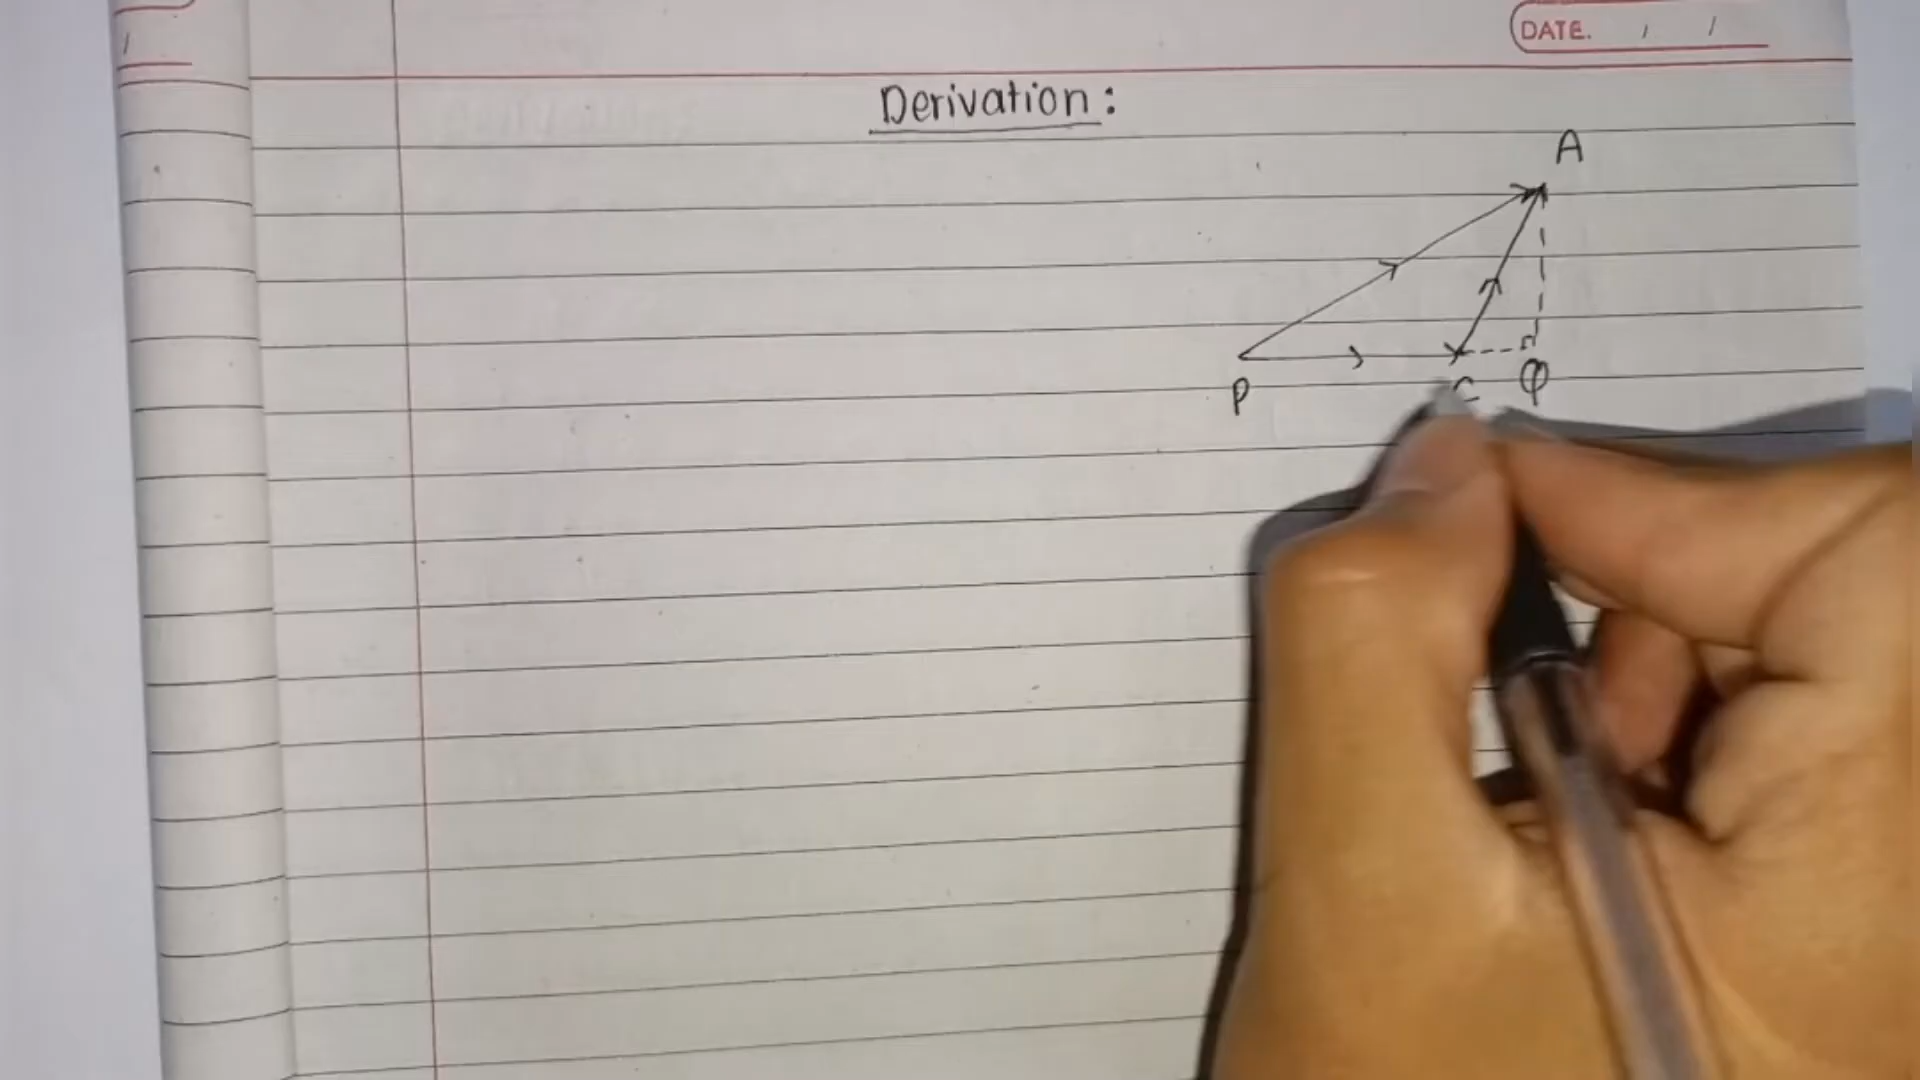 DATE. / /
/
Derivation:
A
P C Q